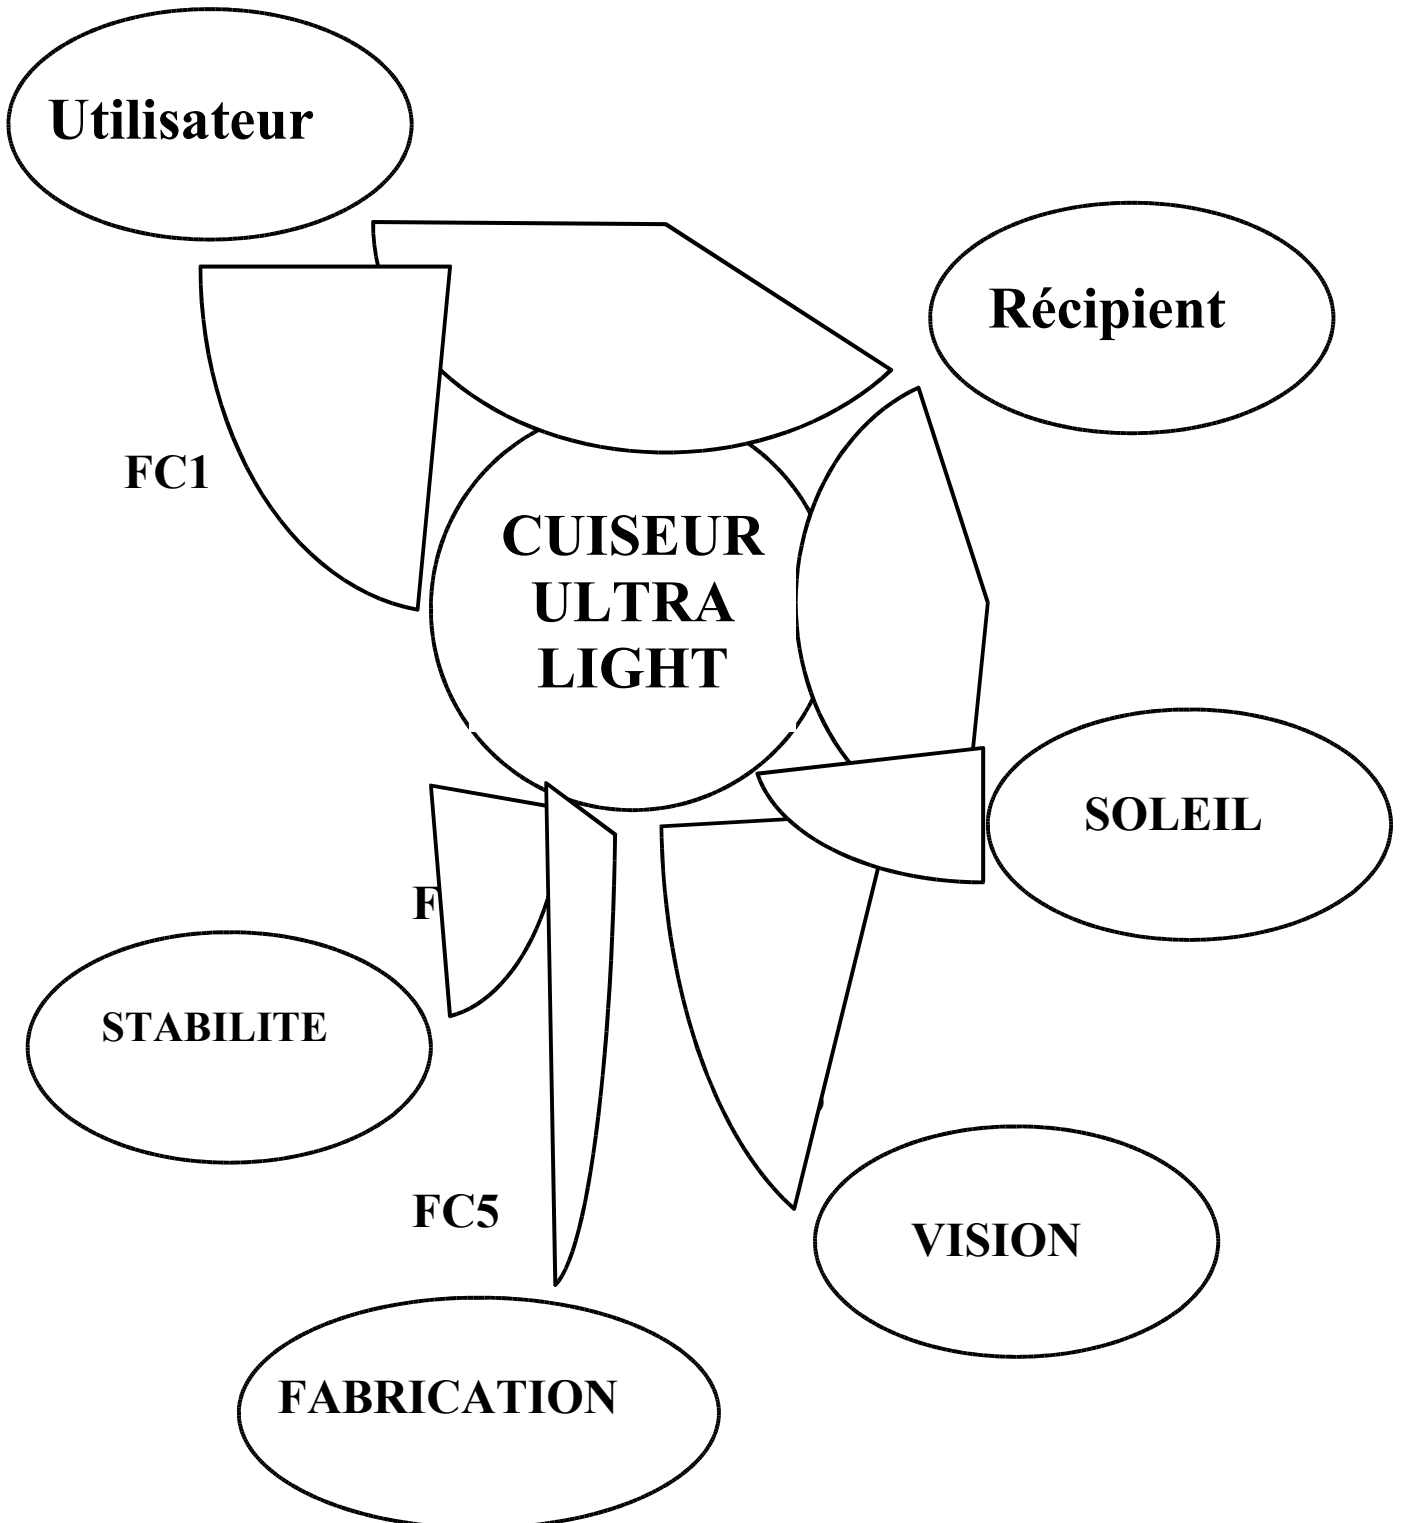 Utilisateur
Récipient
FC1
CUISEUR
ULTRA
LIGHT
SOLEIL
F
STABILITE
FC5
VISION
FABRICATION